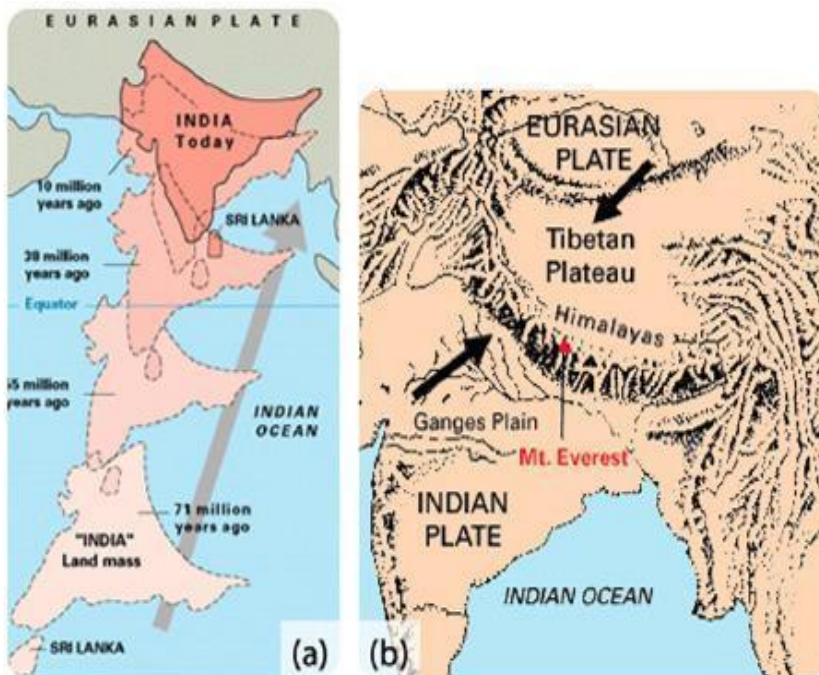 EURASIAN PLATE
INDIA
Today
10 million
years ago
SRI LANKA
38 million
years ago
Equator
55 million
years ago
INDIAN
OCEAN
71 million
years ago
"INDIA"
Land mass
SRI LANKA
(a)
EURASIAN
PLATE
Tibetan
Plateau
Himalayas
Ganges Plain
Mt. Everest
INDIAN
PLATE
INDIAN OCEAN
(b)